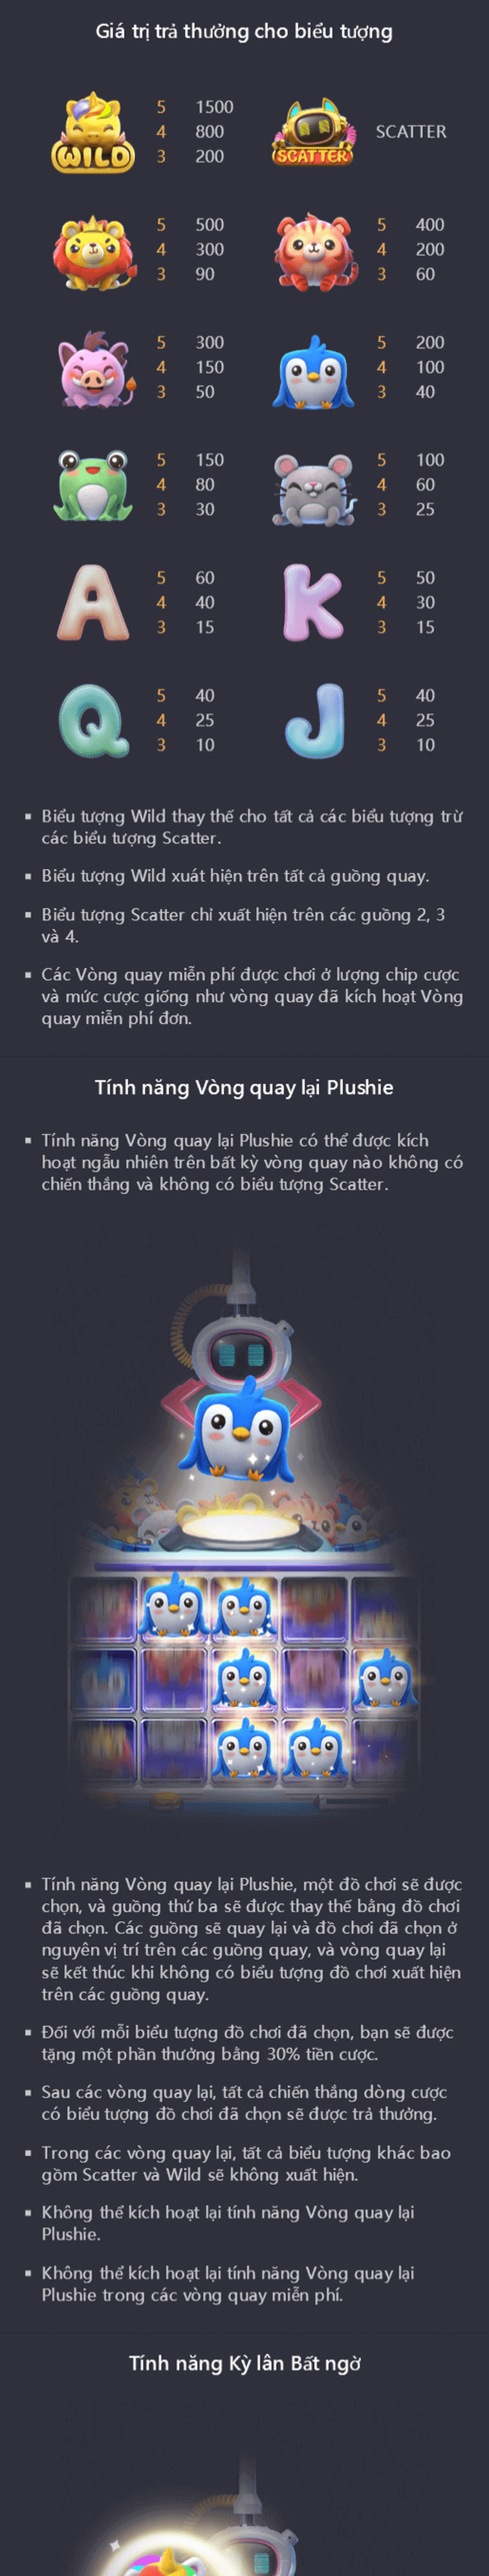 Giá trị trả thưởng cho biểu tượng
WILD
5 1500
4 800
3 200
SCATTER
SCATTER
5 500
4 300
3 90
5 400
4 200
3 60
5 300
4 150
3 50
5 200
4 100
3 40
5 150
4 80
3 30
5 100
4 60
3 25
A
5 60
4 40
3 15
K
5 50
4 30
3 15
Q
5 40
4 25
3 10
J
5 40
4 25
3 10
▪ Biểu tượng Wild thay thế cho tất cả các biểu tượng trừ
các biểu tượng Scatter.
▪ Biểu tượng Wild xuát hiện trên tất cả guồng quay.
▪ Biểu tượng Scatter chỉ xuất hiện trên các guồng 2, 3
và 4.
▪ Các Vòng quay miễn phí được chơi ở lượng chip cược
và mức cược giống như vòng quay đã kích hoạt Vòng
quay miễn phí đơn.
Tính năng Vòng quay lại Plushie
▪ Tính năng Vòng quay lại Plushie có thể được kích
hoạt ngẫu nhiên trên bất kỳ vòng quay nào không có
chiến thắng và không có biểu tượng Scatter.
▪ Tính năng Vòng quay lại Plushie, một đồ chơi sẽ được
chọn, và guồng thứ ba sẽ được thay thế bằng đồ chơi
đã chọn. Các guồng sẽ quay lại và đồ chơi đã chọn ở
nguyên vị trí trên các guồng quay, và vòng quay lại
sẽ kết thúc khi không có biểu tượng đồ chơi xuất hiện
trên các guồng quay.
▪ Đối với mỗi biểu tượng đồ chơi đã chọn, bạn sẽ được
tặng một phần thưởng bằng 30% tiền cược.
▪ Sau các vòng quay lại, tất cả chiến thắng dòng cược
có biểu tượng đồ chơi đã chọn sẽ được trả thưởng.
▪ Trong các vòng quay lại, tất cả biểu tượng khác bao
gồm Scatter và Wild sẽ không xuất hiện.
▪ Không thể kích hoạt lại tính năng Vòng quay lại
Plushie.
▪ Không thể kích hoạt lại tính năng Vòng quay lại
Plushie trong các vòng quay miễn phí.
Tính năng Kỳ lân Bất ngờ